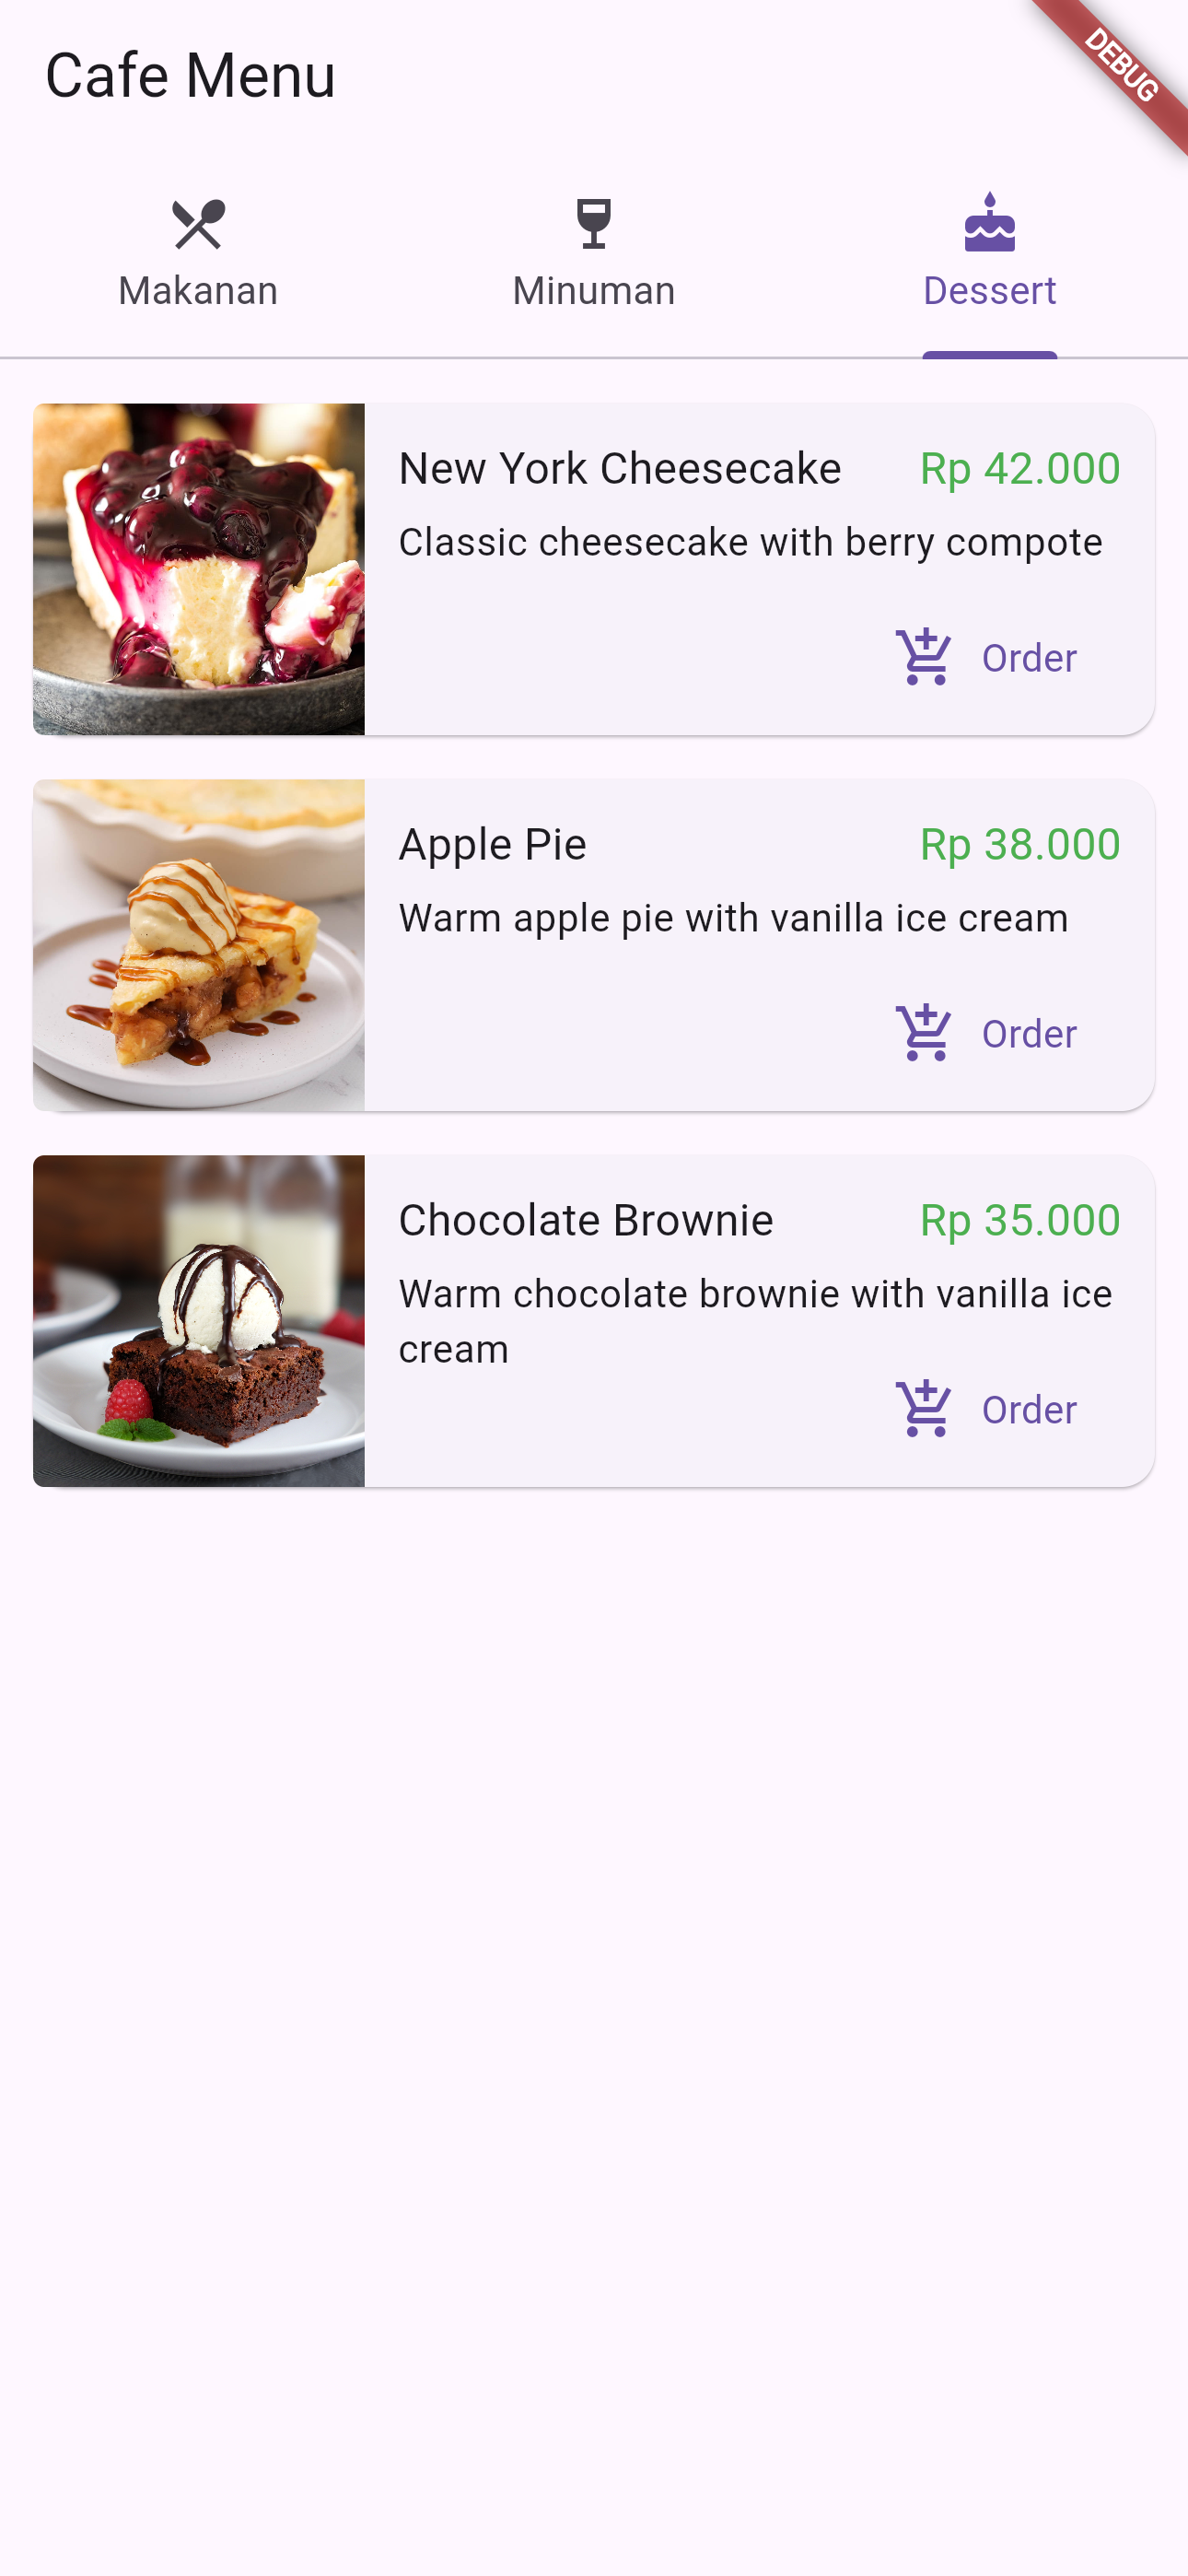 Cafe Menu
DEBUG
Makanan
Minuman
Dessert
New York Cheesecake
Rp 42.000
Classic cheesecake with berry compote
Order
Apple Pie
Rp 38.000
Warm apple pie with vanilla ice cream
Order
Chocolate Brownie
Rp 35.000
Warm chocolate brownie with vanilla ice
cream
Order